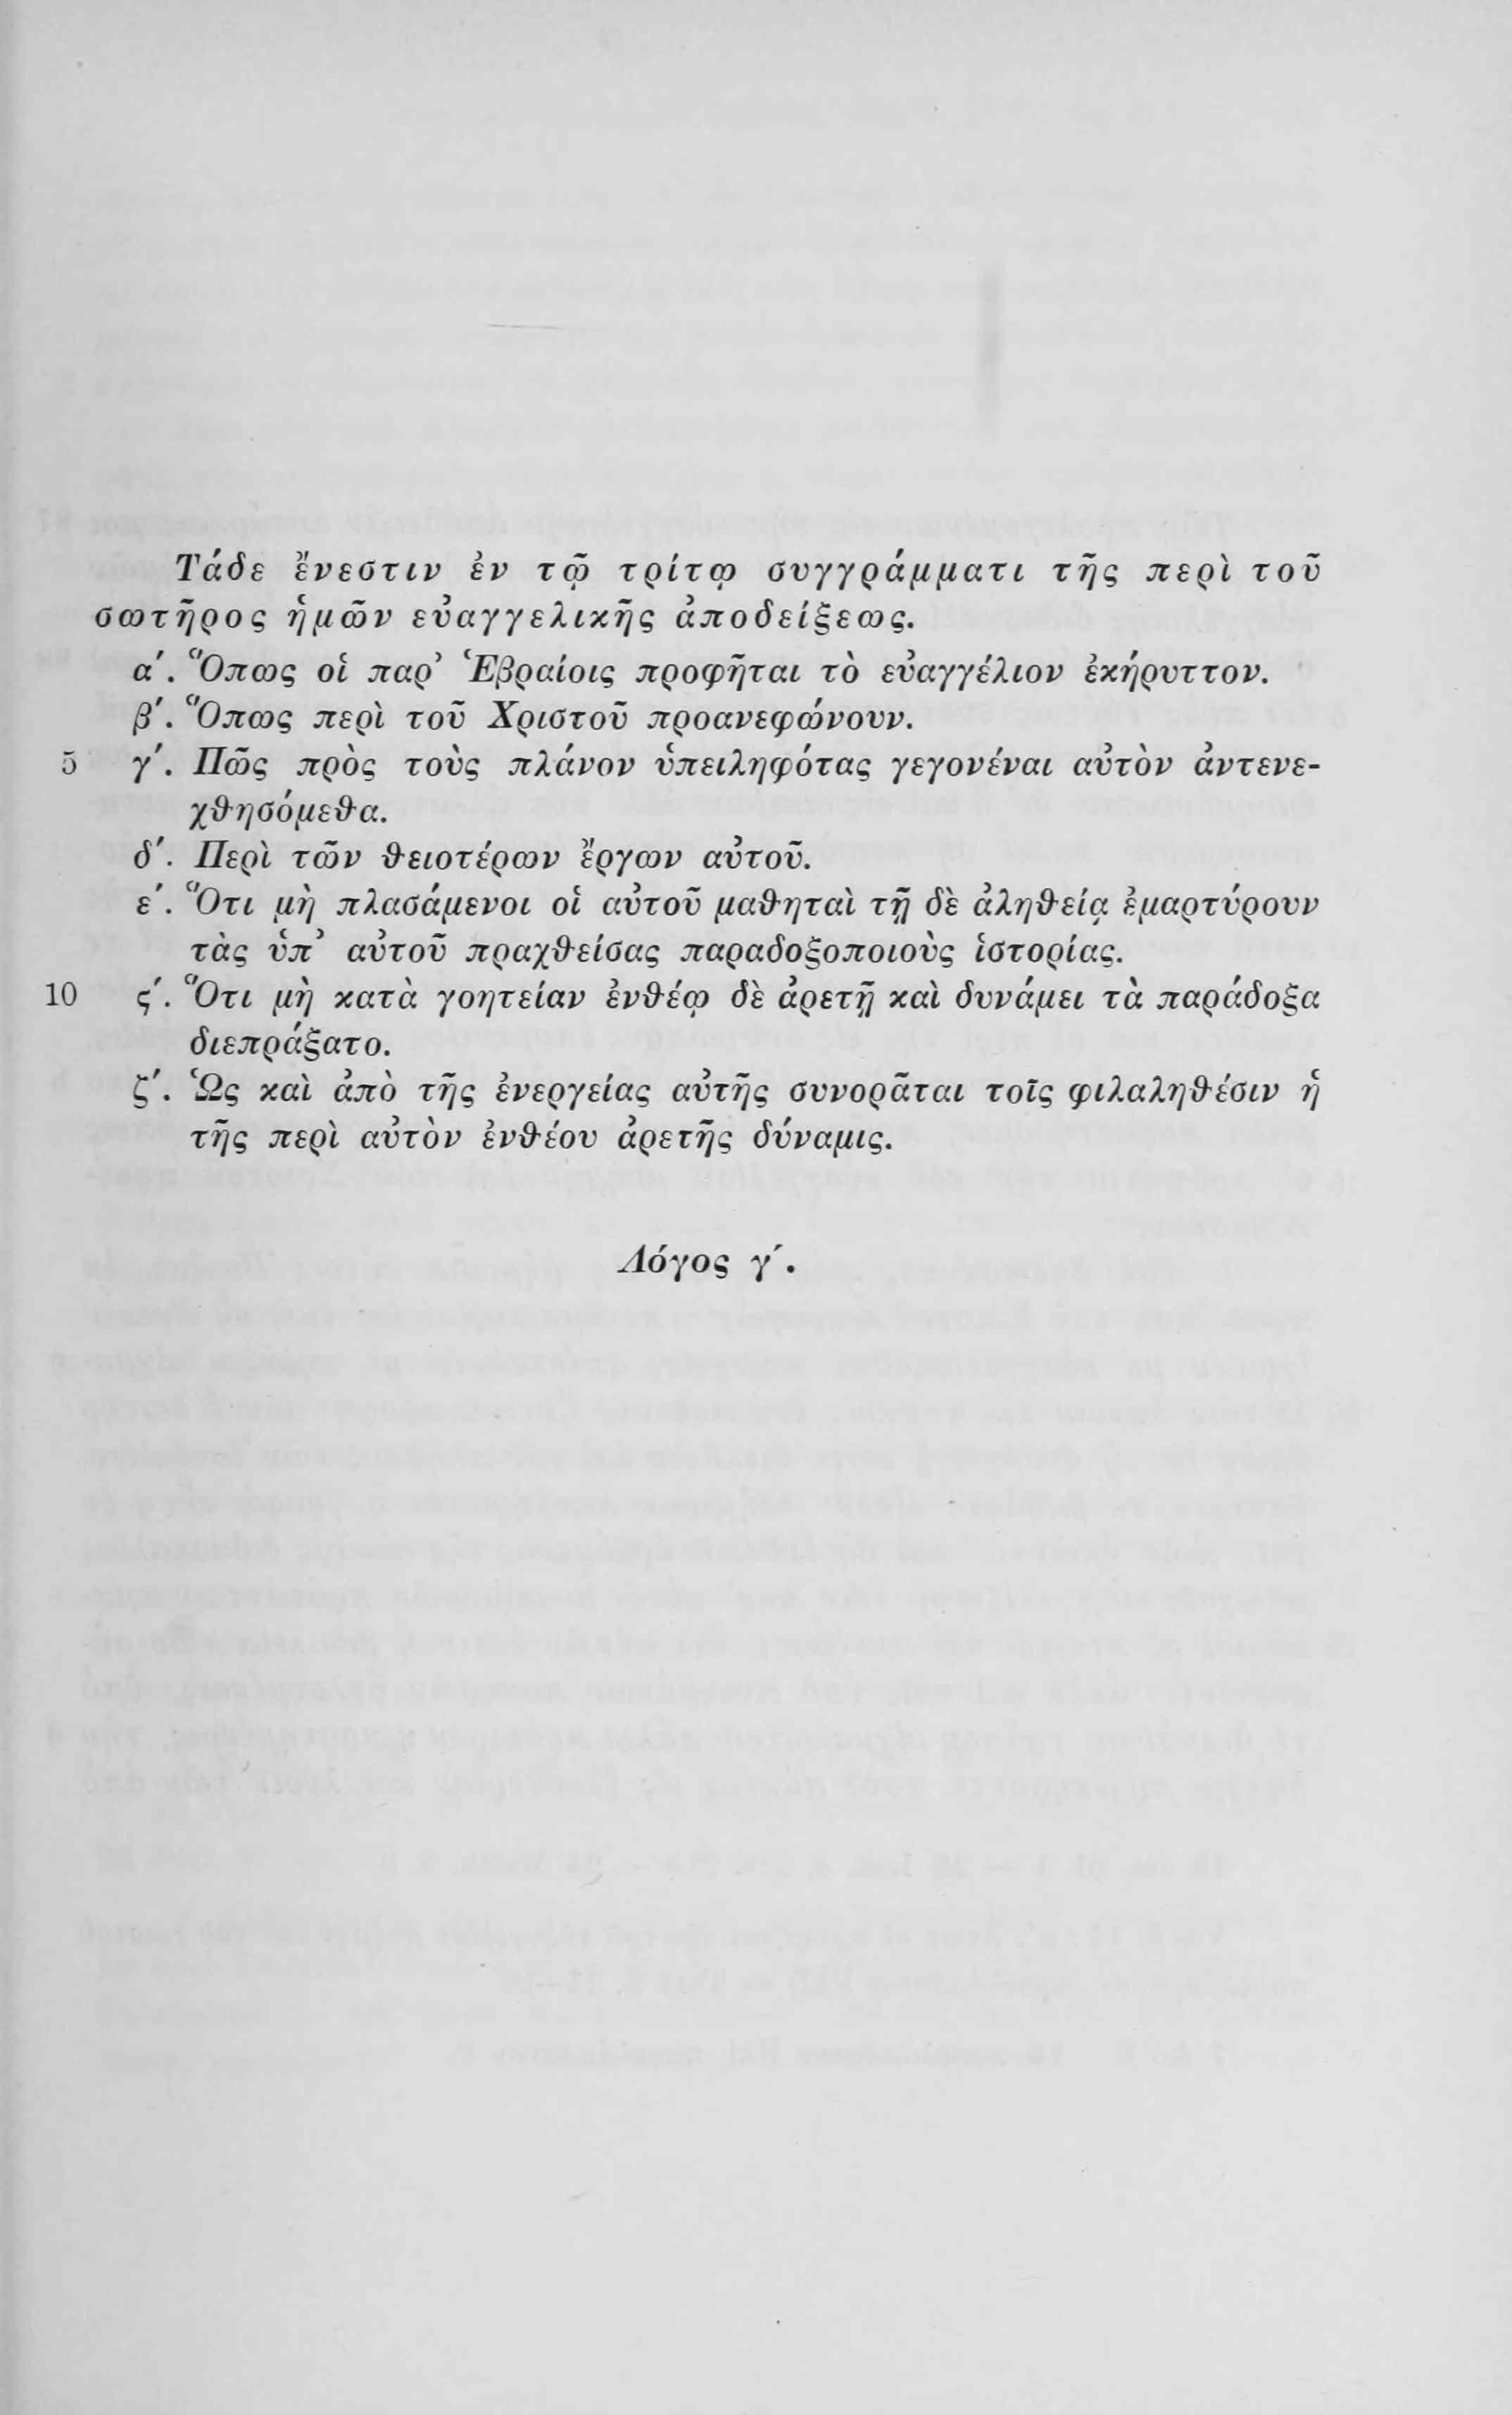 Τάδε ἔνεστιν ἐν τῷ τρίτῳ συγγράμματι τῆς περὶ τοῦ
σωτῆρος ἡμῶν εὐαγγελικῆς ἀποδείξεως.
α΄. Ὅπως οἱ παρ᾽ Ἑβραίοις προφῆται τὸ εὐαγγέλιον ἐκήρυττον.
β΄. Ὅπως περὶ τοῦ Χριστοῦ προανεφώνουν.
5 γ΄. Πῶς πρὸς τοὺς πλάνον ὑπειληφότας γεγονέναι αὐτὸν ἀντενε-
χθησόμεθα.
δ΄. Περὶ τῶν θειοτέρων ἔργων αὐτοῦ.
ε΄. Ὅτι μὴ πλασάμενοι οἱ αὐτοῦ μαθηταὶ τῇ δὲ ἀληθείᾳ ἐμαρτύρουν
τὰς ὑπ᾽ αὐτοῦ πραχθείσας παραδοξοποιοὺς ἱστορίας.
10 ς΄. Ὅτι μὴ κατὰ γοητείαν ἐνθέῳ δὲ ἀρετῇ καὶ δυνάμει τὰ παράδοξα
διεπράξατο.
ζ΄. Ὡς καὶ ἀπὸ τῆς ἐνεργείας αὐτῆς συνορᾶται τοῖς φιλαληθέσιν ἡ
τῆς περὶ αὐτὸν ἐνθέου ἀρετῆς δύναμις.
Λόγος γ΄.